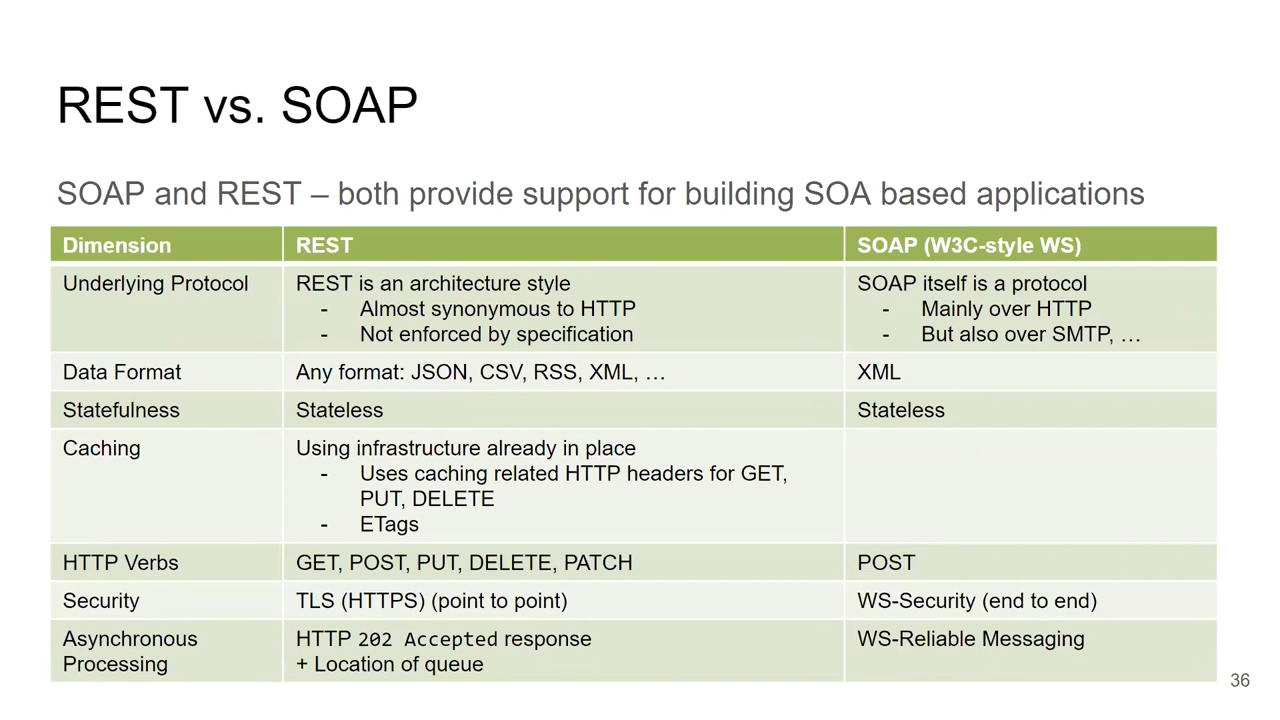 REST vs. SOAP
SOAP and REST – both provide support for building SOA based applications
Dimension REST SOAP (W3C-style WS)
Underlying Protocol REST is an architecture style SOAP itself is a protocol
- Almost synonymous to HTTP - Mainly over HTTP
- Not enforced by specification - But also over SMTP, …
Data Format Any format: JSON, CSV, RSS, XML, … XML
Statefulness Stateless Stateless
Caching Using infrastructure already in place
- Uses caching related HTTP headers for GET,
PUT, DELETE
- ETags
HTTP Verbs GET, POST, PUT, DELETE, PATCH POST
Security TLS (HTTPS) (point to point) WS-Security (end to end)
Asynchronous HTTP 202 Accepted response WS-Reliable Messaging
Processing + Location of queue
36